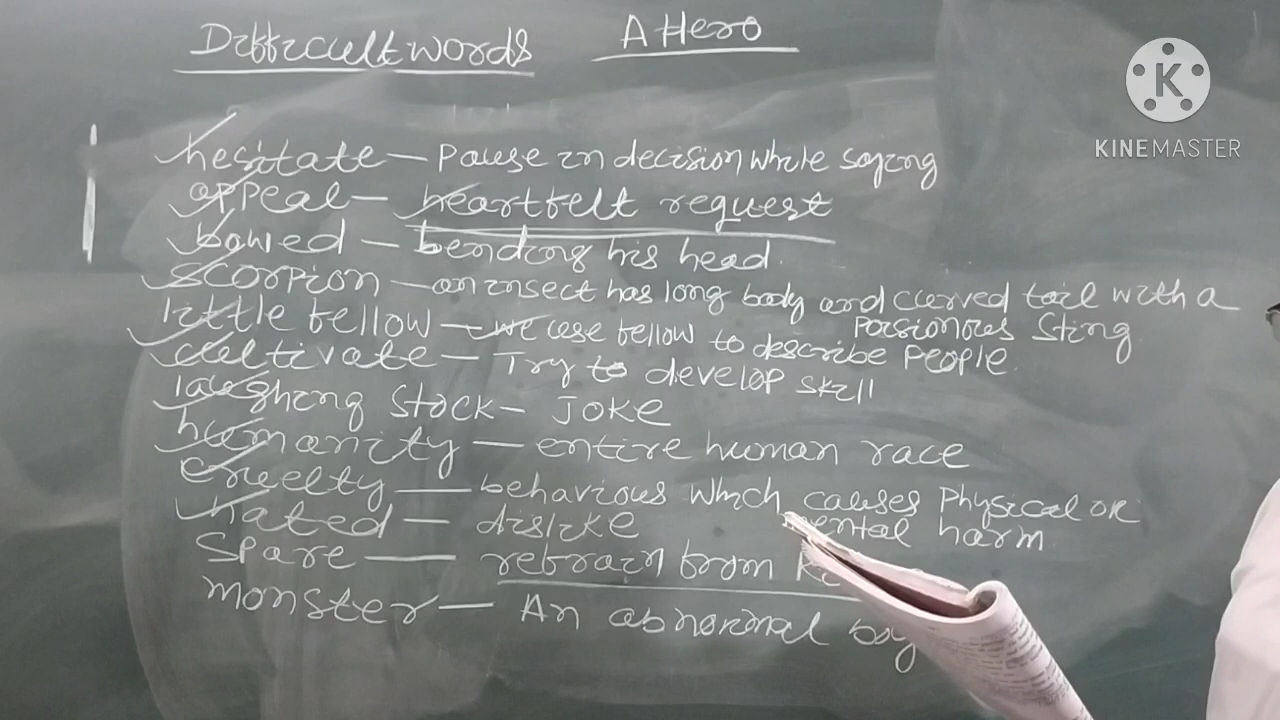 Difficult words A Hero
KINEMASTER
hesitate – Pause in decision while saying
appeal – heartfelt request
bowed – bending his head.
Scorpion – an insect has long body and curved tail with a
Poisionous Sting
little fellow – we use fellow to describe People.
cultivate – Try to develop skill
laughing Stock – Joke
humanity – entire human race
Cruelty – behavious which causes Physical or
mental harm.
hated – dislike
Spare – refrain from
monster – An abnormal